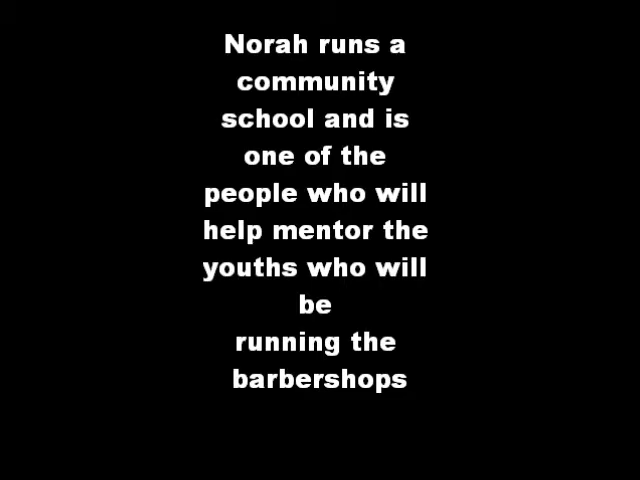 Norah runs a
community
school and is
one of the
people who will
help mentor the
youths who will
be
running the
barbershops